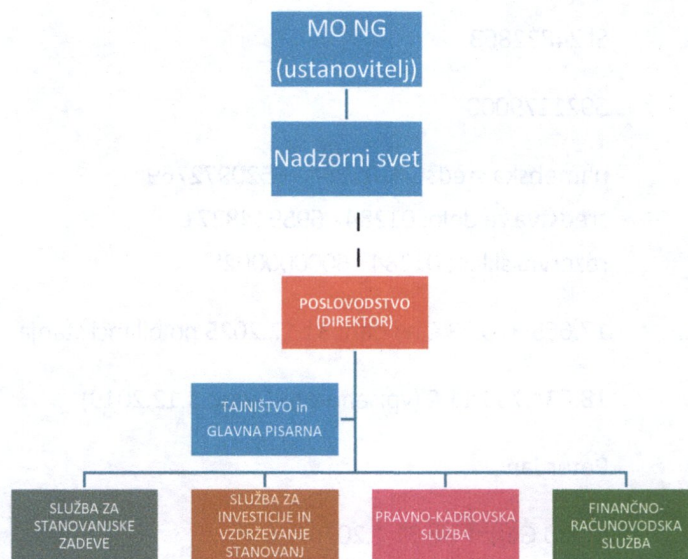 MO NG
(ustanovitelj)
Nadzorni svet
POSLOVODSTVO
(DIREKTOR)
TAJNIŠTVO in
GLAVNA PISARNA
SLUŽBA ZA
STANOVANJSKE
ZADEVE
SLUŽBA ZA
INVESTICIJE IN
VZDRŽEVANJE
STANOVANJ
PRAVNO-KADROVSKA
SLUŽBA
FINANČNO-
RAČUNOVODSKA
SLUŽBA